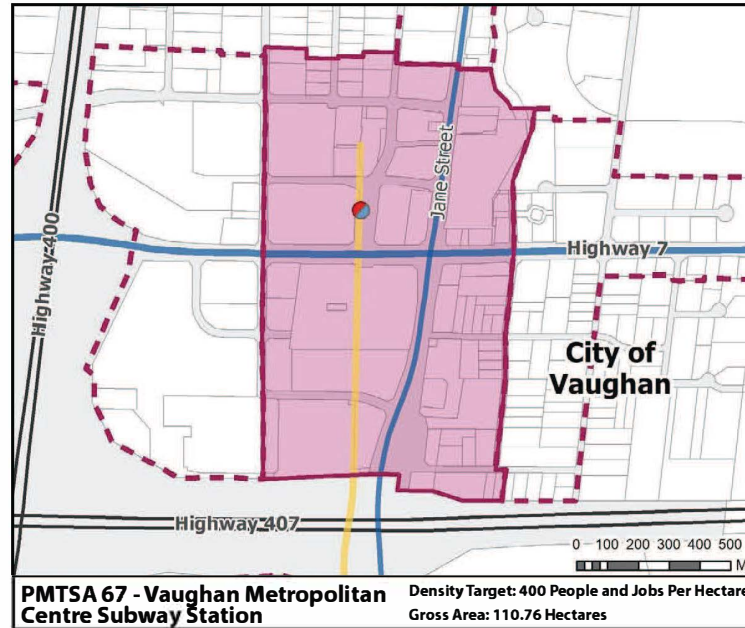 Jane Street
Highway 400
Highway 7
City of
Vaughan
Highway 407
0 100 200 300 400 500
M
PMTSA 67 - Vaughan Metropolitan
Centre Subway Station
Density Target: 400 People and Jobs Per Hectare
Gross Area: 110.76 Hectares